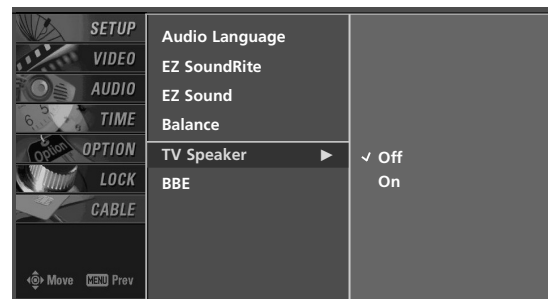 SETUP
VIDEO
AUDIO
TIME
OPTION
LOCK
CABLE
Move MENU Prev
Audio Language
EZ SoundRite
EZ Sound
Balance
TV Speaker ▶
BBE
✓ Off
On